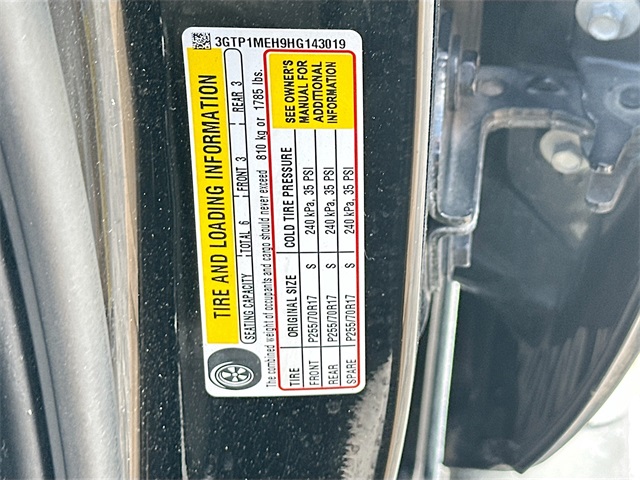 3GTP1MEH9HG143019
TIRE AND LOADING INFORMATION
SEATING CAPACITY TOTAL 6 FRONT 3 REAR 3
The combined weight of occupants and cargo should never exceed 810 kg or 1785 lbs.
TIRE ORIGINAL SIZE COLD TIRE PRESSURE
FRONT P255/70R17 S 240 kPa, 35 PSI
REAR P255/70R17 S 240 kPa, 35 PSI
SPARE P255/70R17 S 240 kPa, 35 PSI
SEE OWNER'S
MANUAL FOR
ADDITIONAL
INFORMATION